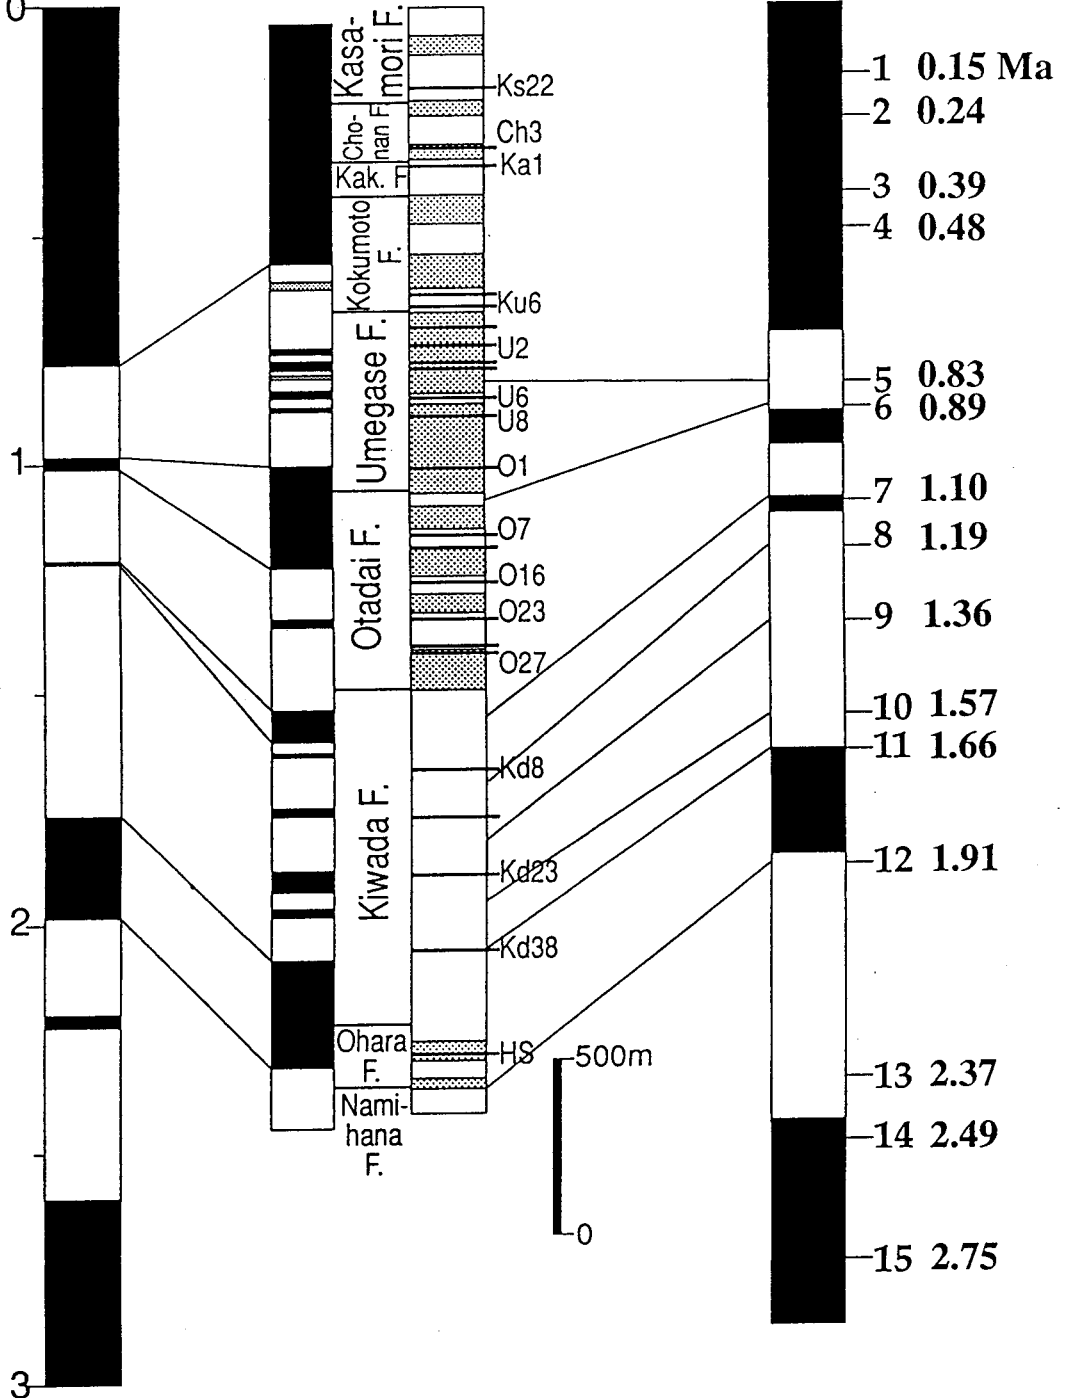 0
1
2
3
Kasa-
mori F.
Cho-
nan F
Kak. F
Kokumoto
F.
Umegase F.
Otadai F.
Kiwada F.
Ohara
F.
Nami-
hana
F.
Ks22
Ch3
Ka1
Ku6
U2
U6
U8
O1
O7
O16
O23
O27
Kd8
Kd23
Kd38
HS
500m
0
1 0.15 Ma
2 0.24
3 0.39
4 0.48
5 0.83
6 0.89
7 1.10
8 1.19
9 1.36
10 1.57
11 1.66
12 1.91
13 2.37
14 2.49
15 2.75